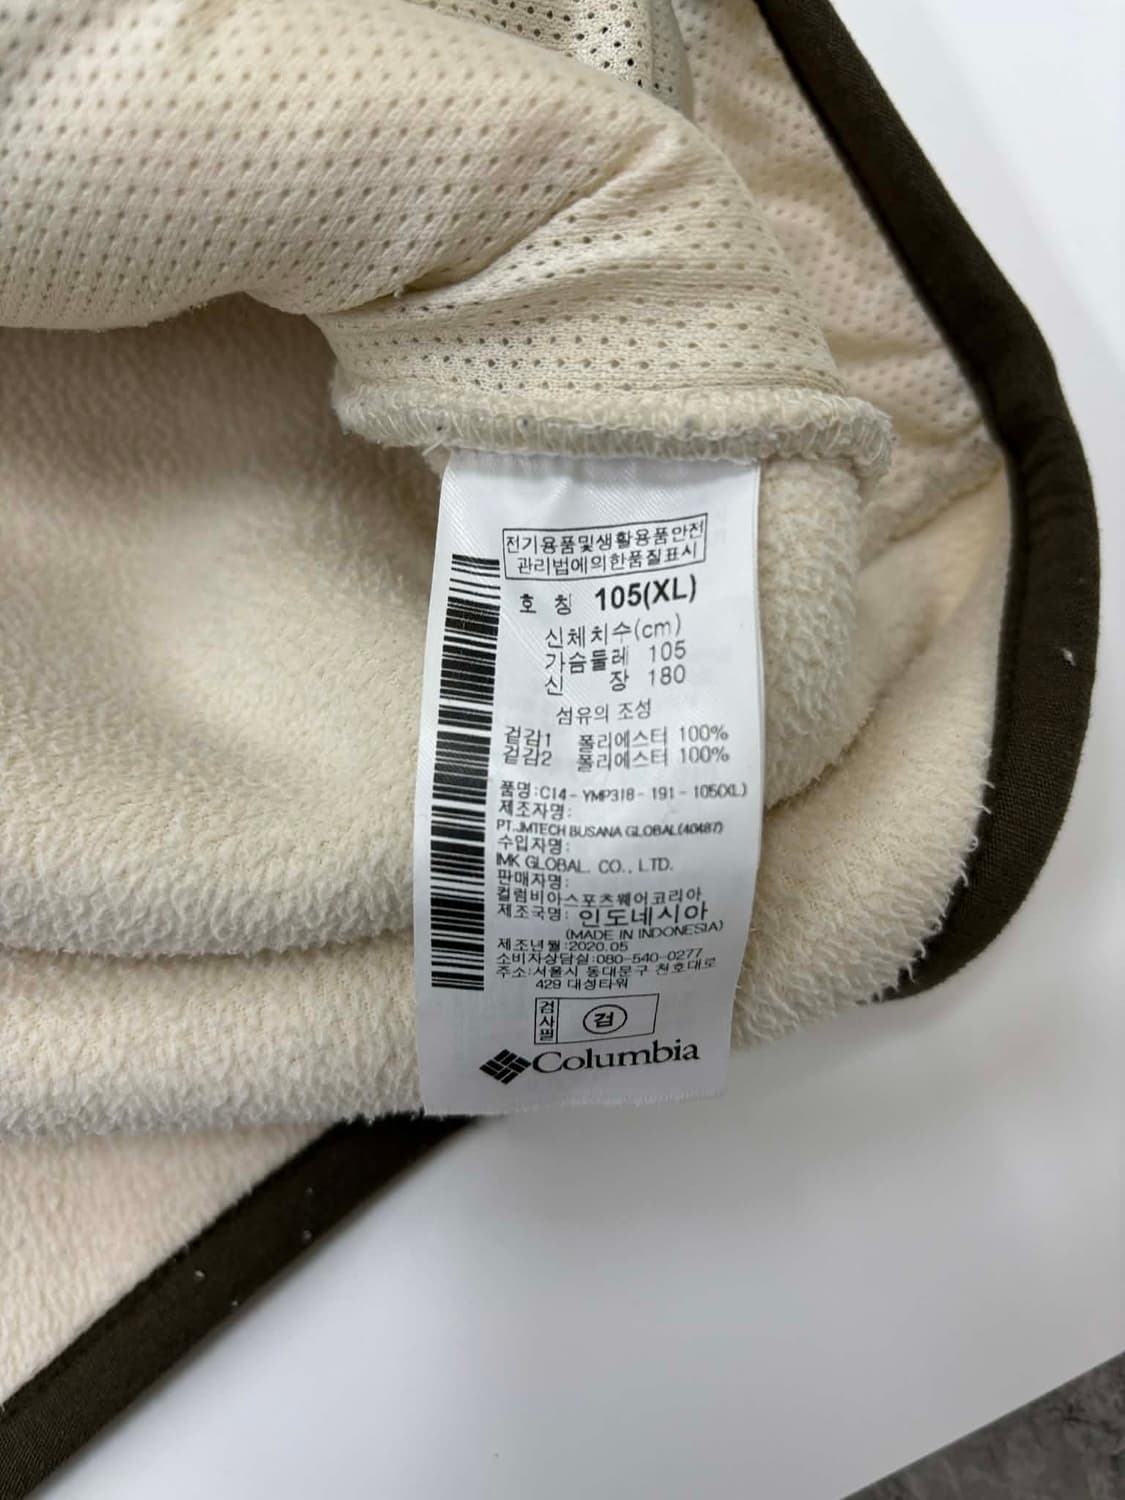 전기용품및생활용품안전
관리법에의한품질표시
호 칭 105(XL)
신체치수(cm)
가슴둘레 105
신 장 180
섬유의 조성
겉감1 폴리에스터 100%
겉감2 폴리에스터 100%
품명:C14-YMP318-191-105(XL)
제조자명:
PT.JMTECH BUSANA GLOBAL(40487)
수입자명:
IMK GLOBAL. CO., LTD.
판매자명:
컬럼비아스포츠웨어코리아
제조국명: 인도네시아
(MADE IN INDONESIA)
제조년월:2020.05
소비자상담실:080-540-0277
주소:서울시 동대문구 천호대로
429 대성타워
검사필 검
Columbia